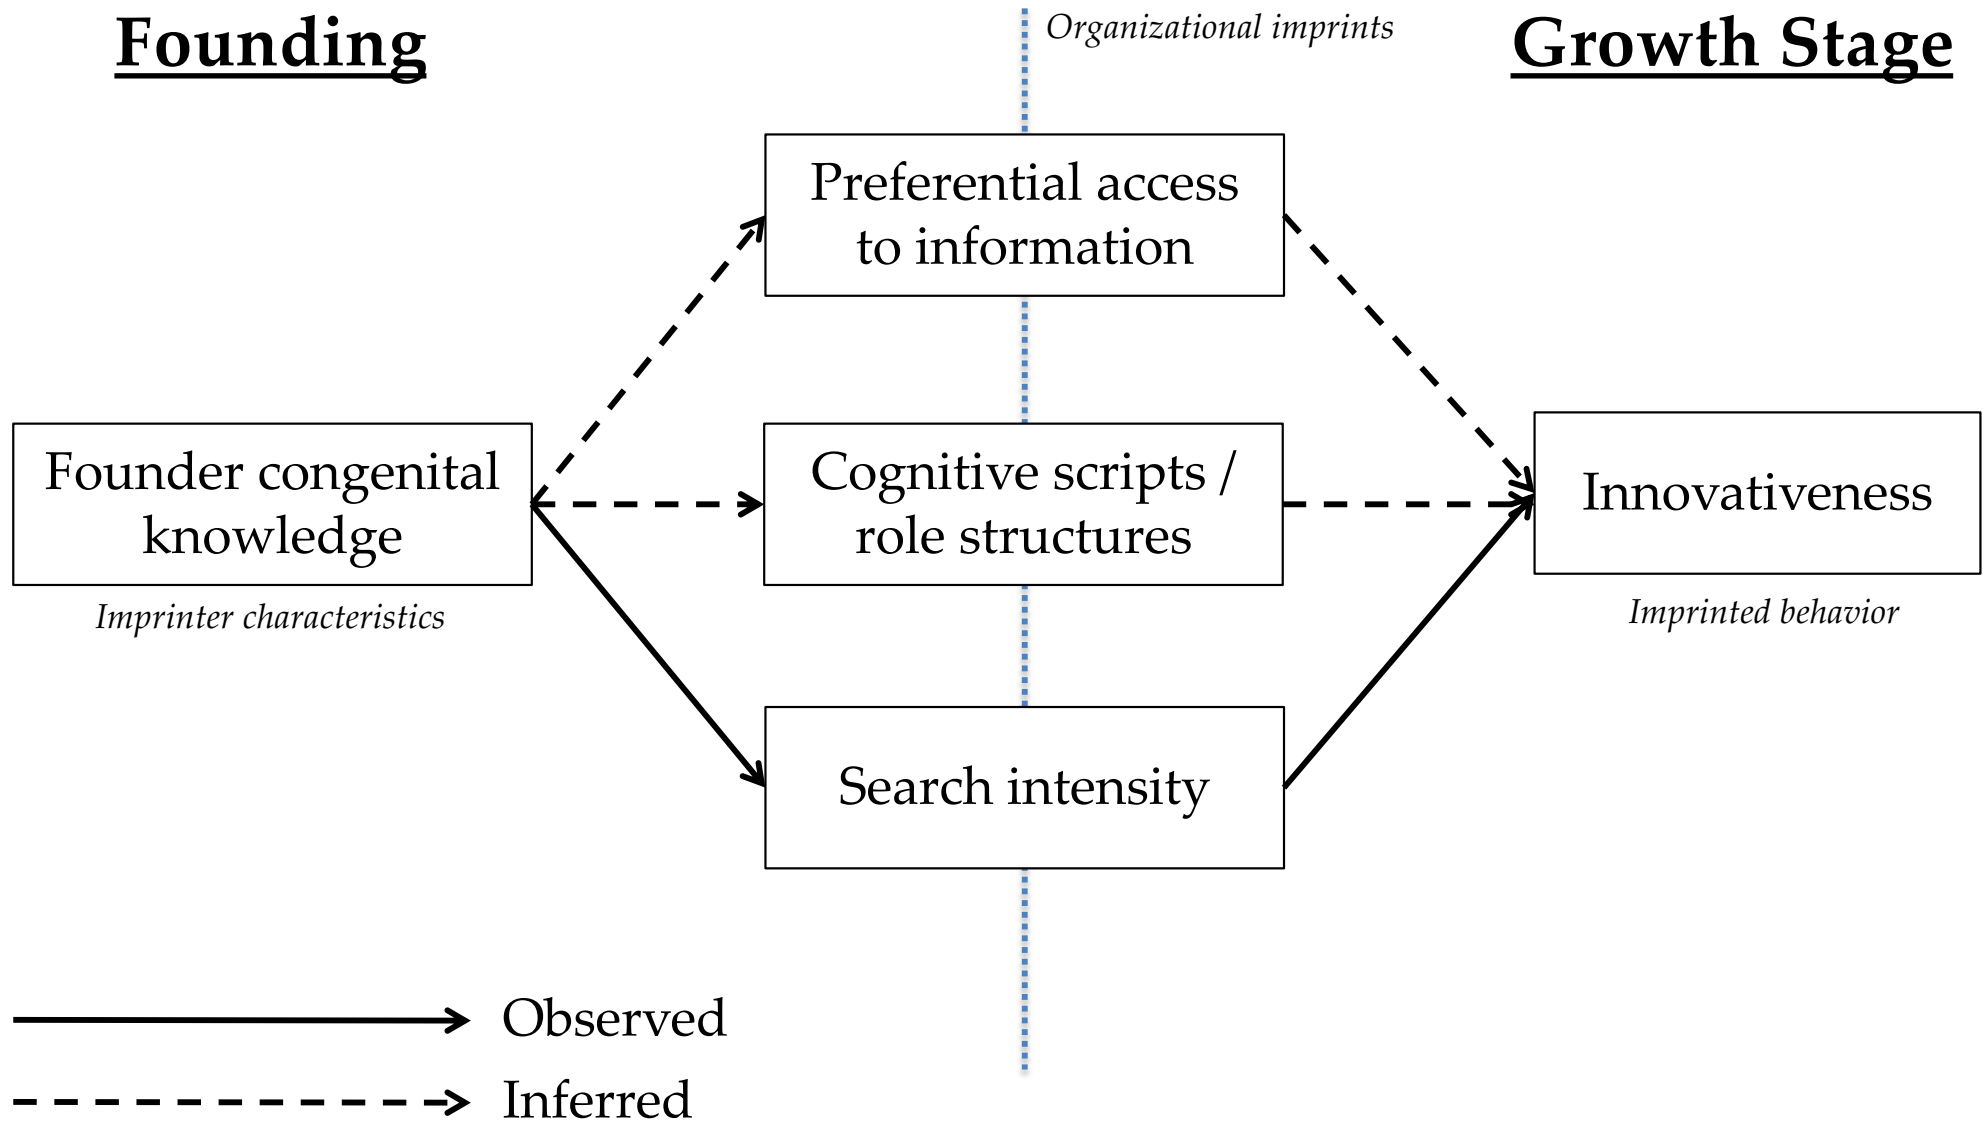 Founding
Organizational imprints
Growth Stage
Preferential access
to information
Founder congenital
knowledge
Imprinter characteristics
Cognitive scripts /
role structures
Innovativeness
Imprinted behavior
Search intensity
Observed
Inferred